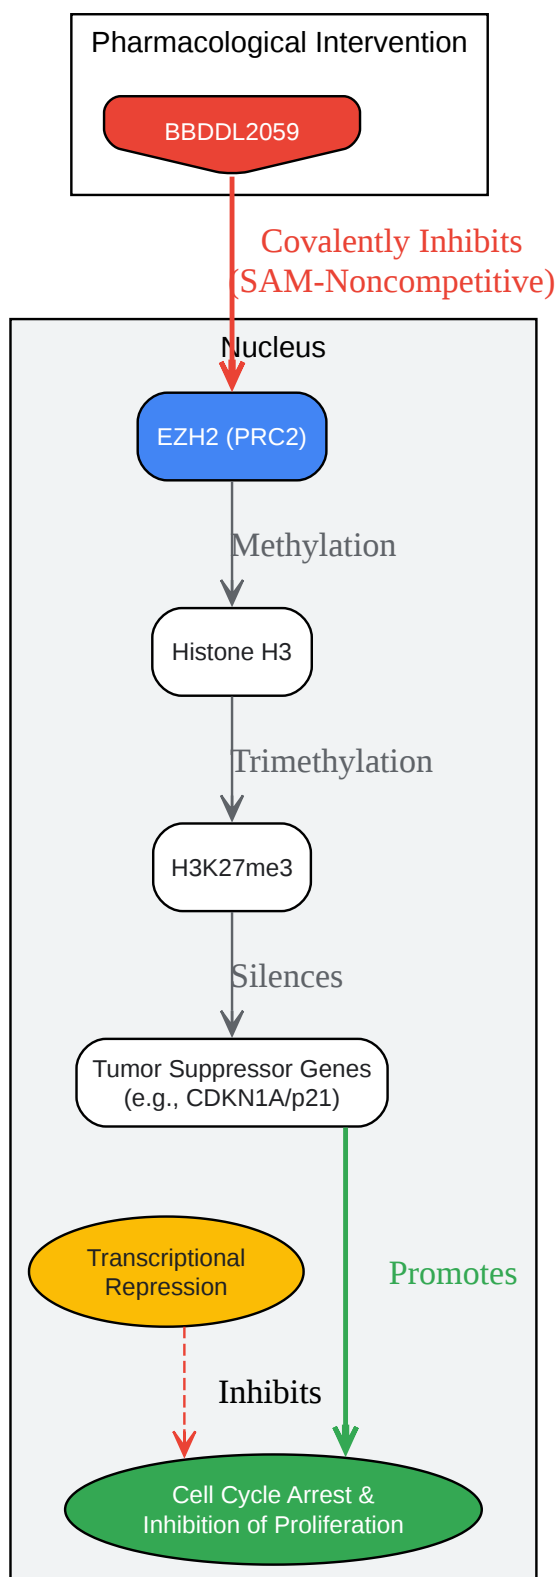 Pharmacological Intervention
BBDDL2059
Covalently Inhibits
(SAM-Noncompetitive)
Nucleus
EZH2 (PRC2)
Methylation
Histone H3
Trimethylation
H3K27me3
Silences
Tumor Suppressor Genes
(e.g., CDKN1A/p21)
Transcriptional
Repression
Promotes
Inhibits
Cell Cycle Arrest &
Inhibition of Proliferation